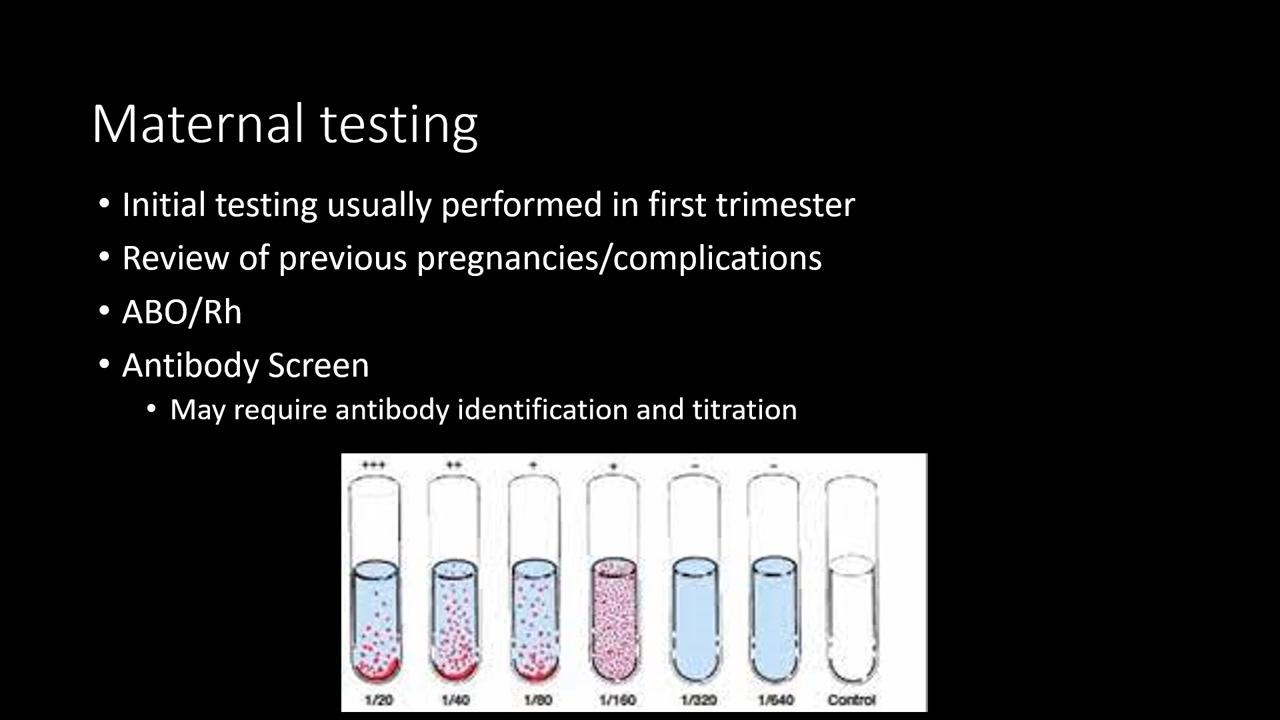 Maternal testing
• Initial testing usually performed in first trimester
• Review of previous pregnancies/complications
• ABO/Rh
• Antibody Screen
• May require antibody identification and titration
+++ ++ + + - -
1/20 1/40 1/80 1/160 1/320 1/640 Control